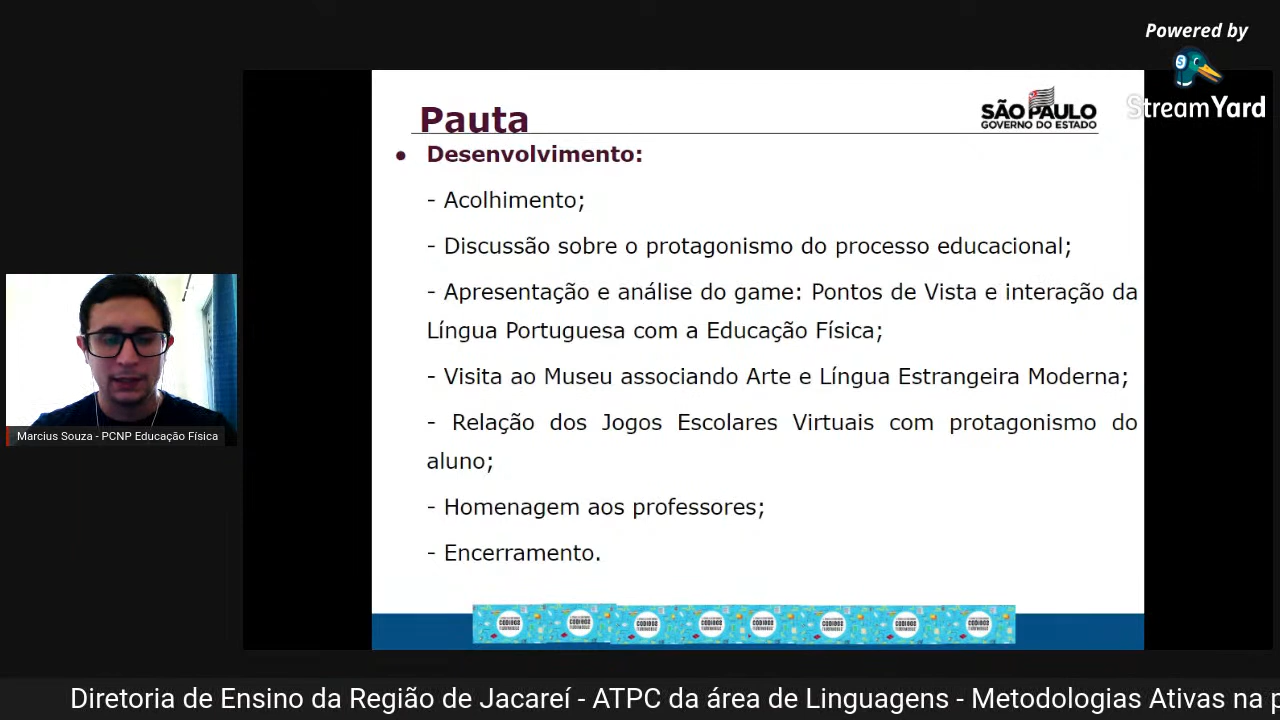 Powered by
StreamYard
SÃO PAULO
GOVERNO DO ESTADO
Pauta
• Desenvolvimento:
- Acolhimento;
- Discussão sobre o protagonismo do processo educacional;
- Apresentação e análise do game: Pontos de Vista e interação da
Língua Portuguesa com a Educação Física;
- Visita ao Museu associando Arte e Língua Estrangeira Moderna;
- Relação dos Jogos Escolares Virtuais com protagonismo do
aluno;
- Homenagem aos professores;
- Encerramento.
Marcius Souza - PCNP Educação Física
Diretoria de Ensino da Região de Jacareí - ATPC da área de Linguagens - Metodologias Ativas na p